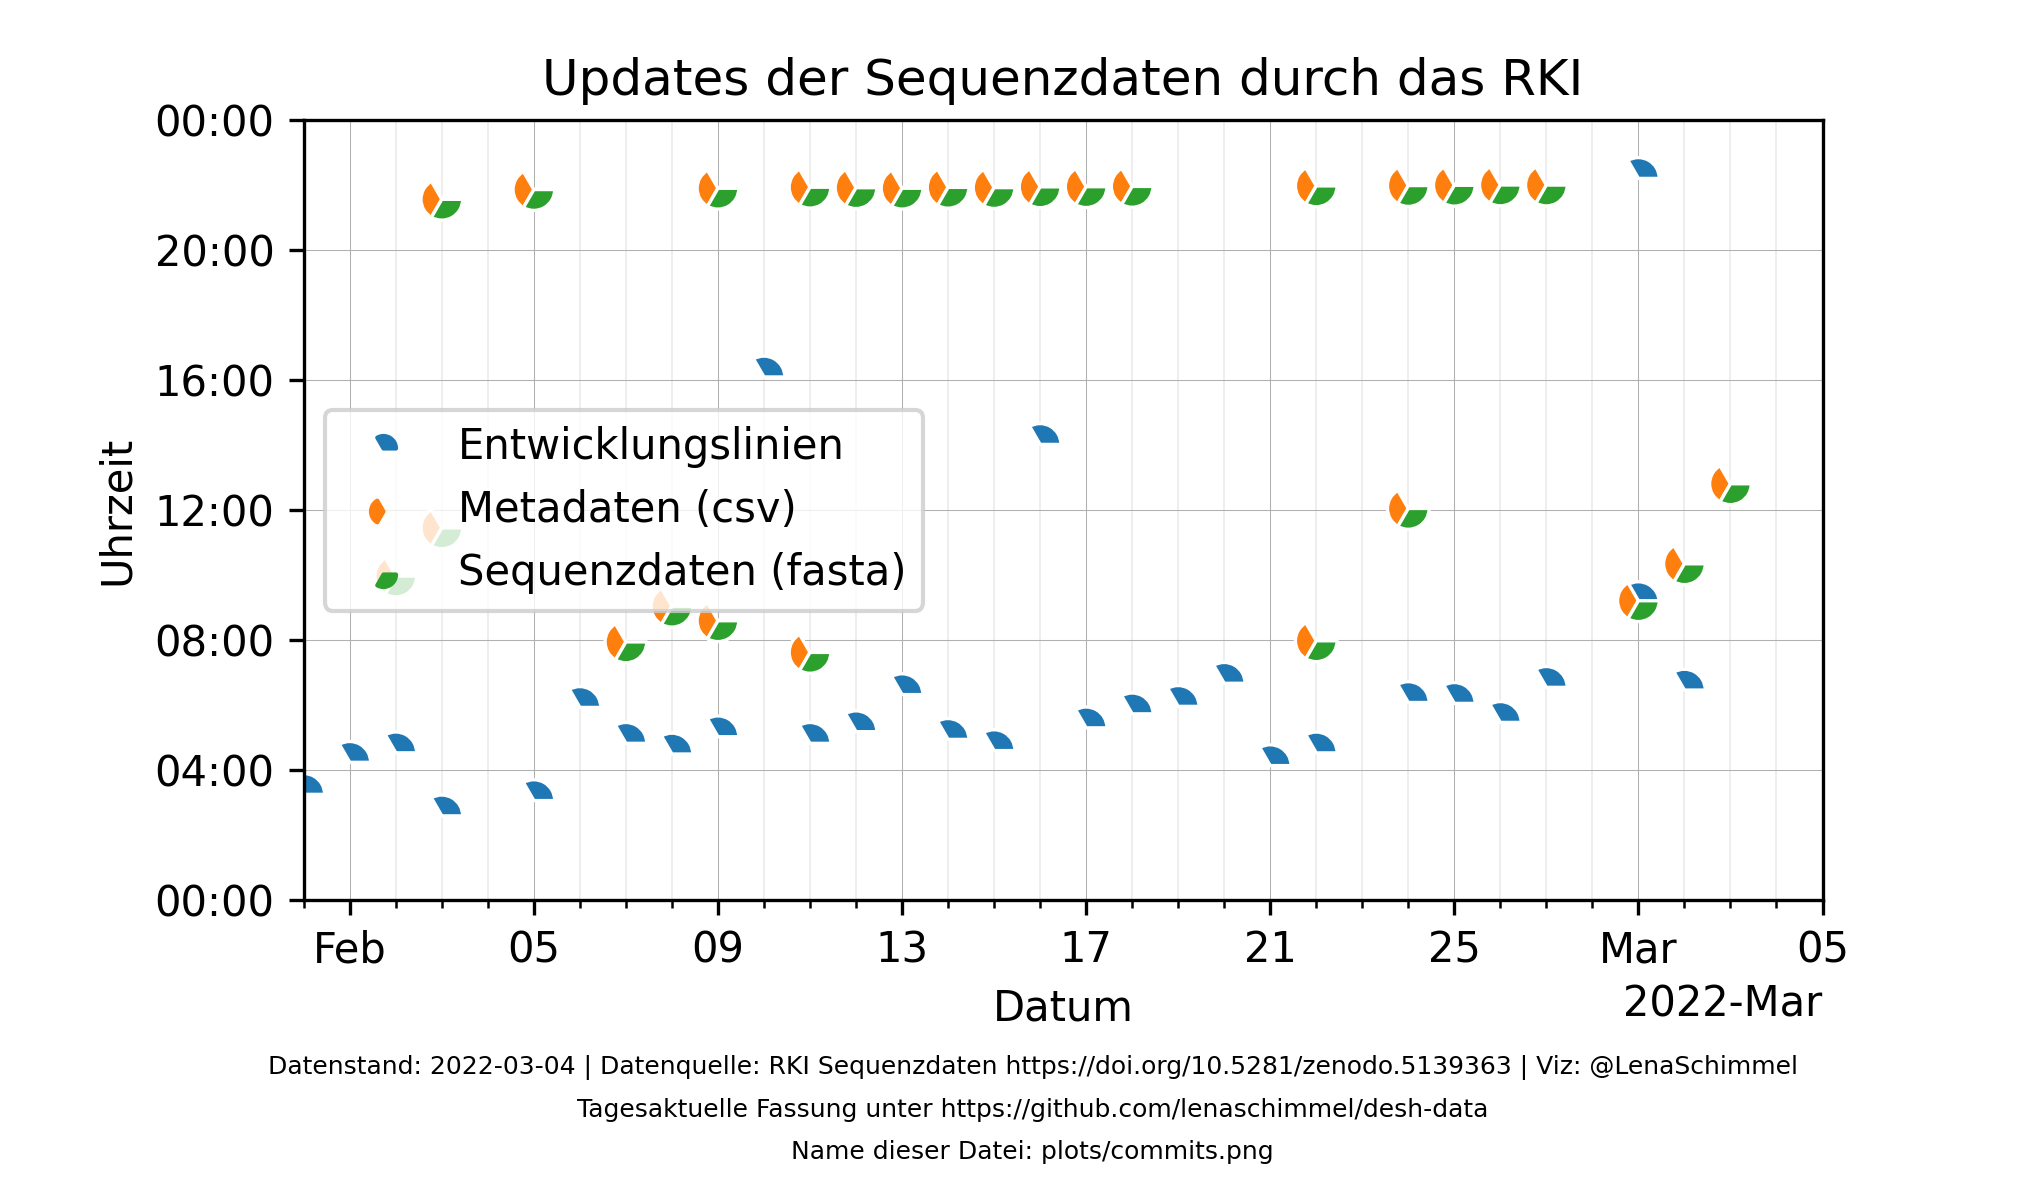 Updates der Sequenzdaten durch das RKI
00:00
20:00
16:00
12:00
08:00
04:00
00:00
Uhrzeit
Entwicklungslinien
Metadaten (csv)
Sequenzdaten (fasta)
Feb 05 09 13 17 21 25 Mar 05
2022-Mar
Datum
Datenstand: 2022-03-04 | Datenquelle: RKI Sequenzdaten https://doi.org/10.5281/zenodo.5139363 | Viz: @LenaSchimmel
Tagesaktuelle Fassung unter https://github.com/lenaschimmel/desh-data
Name dieser Datei: plots/commits.png